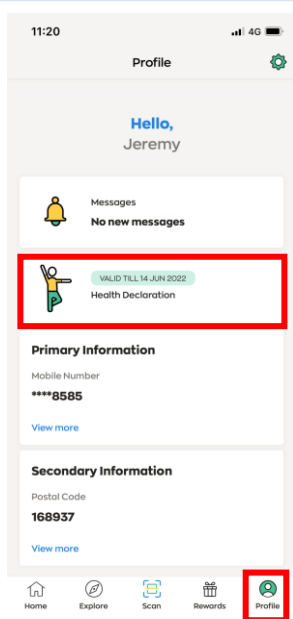 11:20
4G
Profile
Hello,
Jeremy
Messages
No new messages
VALID TILL 14 JUN 2022
Health Declaration
Primary Information
Mobile Number
****8585
View more
Secondary Information
Postal Code
168937
View more
Home Explore Scan Rewards Profile